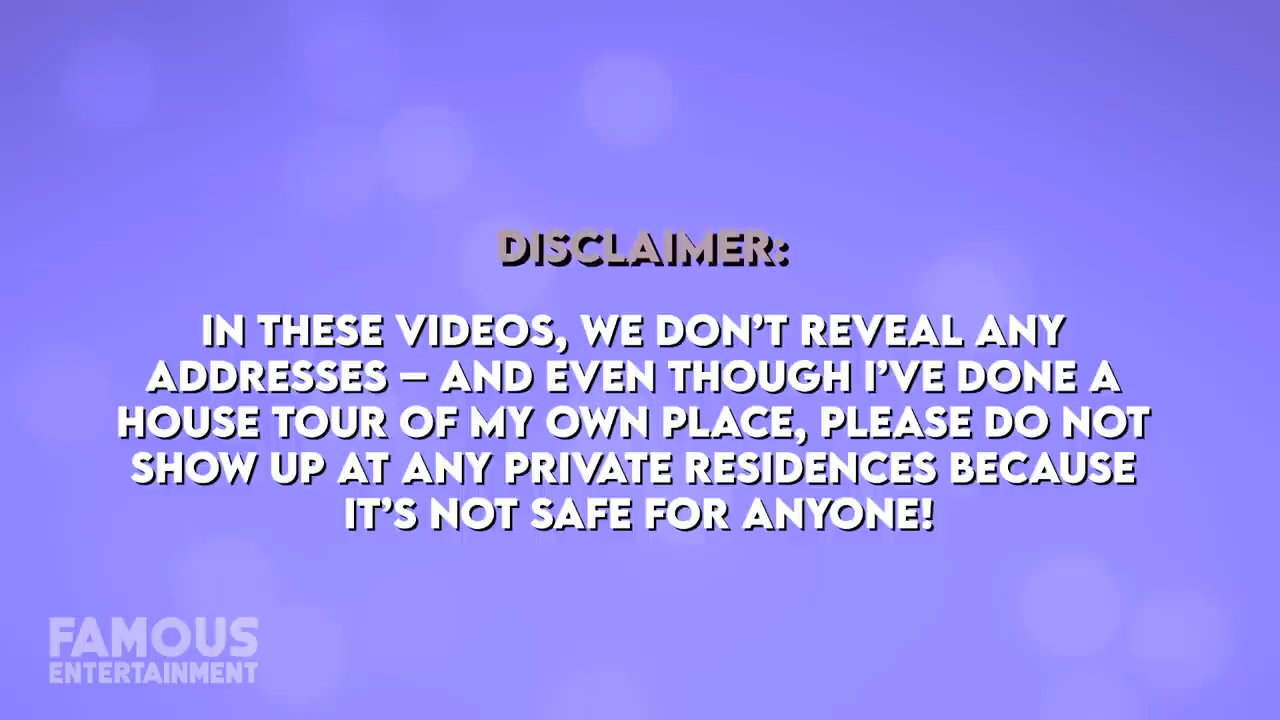 DISCLAIMER:
IN THESE VIDEOS, WE DON'T REVEAL ANY
ADDRESSES – AND EVEN THOUGH I'VE DONE A
HOUSE TOUR OF MY OWN PLACE, PLEASE DO NOT
SHOW UP AT ANY PRIVATE RESIDENCES BECAUSE
IT'S NOT SAFE FOR ANYONE!
FAMOUS
ENTERTAINMENT